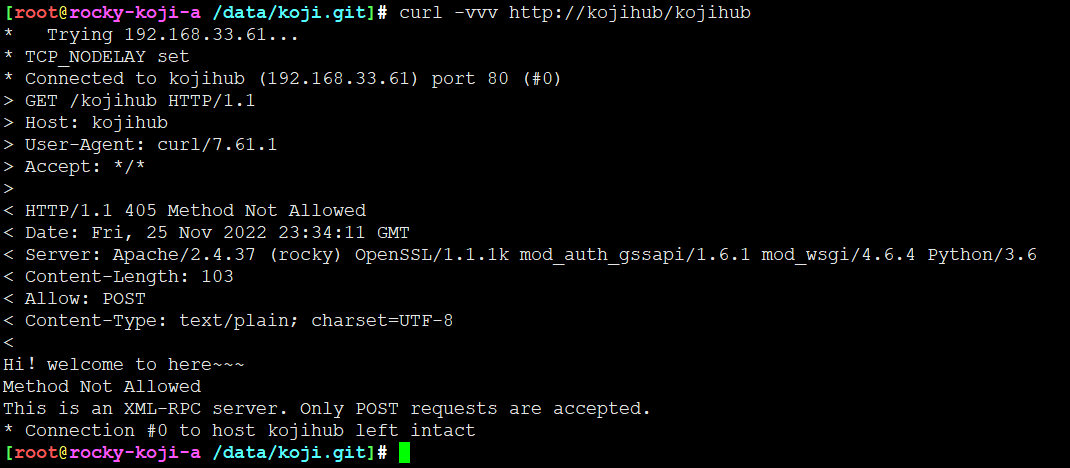 [root@rocky-koji-a /data/koji.git]# curl -vvv http://kojihub/kojihub
*   Trying 192.168.33.61...
* TCP_NODELAY set
* Connected to kojihub (192.168.33.61) port 80 (#0)
> GET /kojihub HTTP/1.1
> Host: kojihub
> User-Agent: curl/7.61.1
> Accept: */*
>
< HTTP/1.1 405 Method Not Allowed
< Date: Fri, 25 Nov 2022 23:34:11 GMT
< Server: Apache/2.4.37 (rocky) OpenSSL/1.1.1k mod_auth_gssapi/1.6.1 mod_wsgi/4.6.4 Python/3.6
< Content-Length: 103
< Allow: POST
< Content-Type: text/plain; charset=UTF-8
<
Hi! welcome to here~~~
Method Not Allowed
This is an XML-RPC server. Only POST requests are accepted.
* Connection #0 to host kojihub left intact
[root@rocky-koji-a /data/koji.git]#